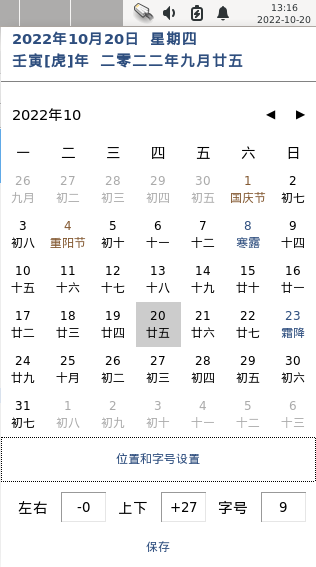 13:16
2022-10-20
2022年10月20日 星期四
壬寅[虎]年 二零二二年九月廿五
2022年10 ◀ ▶
一 二 三 四 五 六 日
26 27 28 29 30 1 2
九月 初二 初三 初四 初五 国庆节 初七
3 4 5 6 7 8 9
初八 重阳节 初十 十一 十二 寒露 十四
10 11 12 13 14 15 16
十五 十六 十七 十八 十九 廿十 廿一
17 18 19 20 21 22 23
廿二 廿三 廿四 廿五 廿六 廿七 霜降
24 25 26 27 28 29 30
廿九 十月 初二 初三 初四 初五 初六
31 1 2 3 4 5 6
初七 初八 初九 初十 十一 十二 十三
位置和字号设置
左右 -0 上下 +27 字号 9
保存